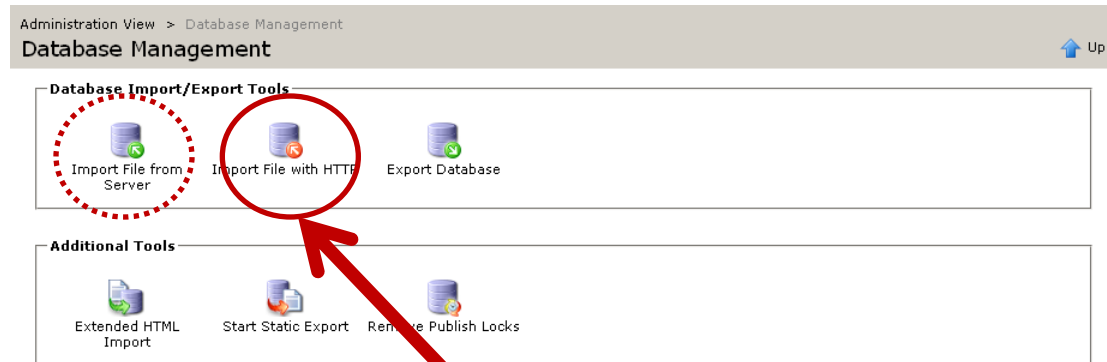 Administration View > Database Management
Database Management
Up
Database Import/Export Tools
Import File from Server
Import File with HTTP
Export Database
Additional Tools
Extended HTML Import
Start Static Export
Remove Publish Locks